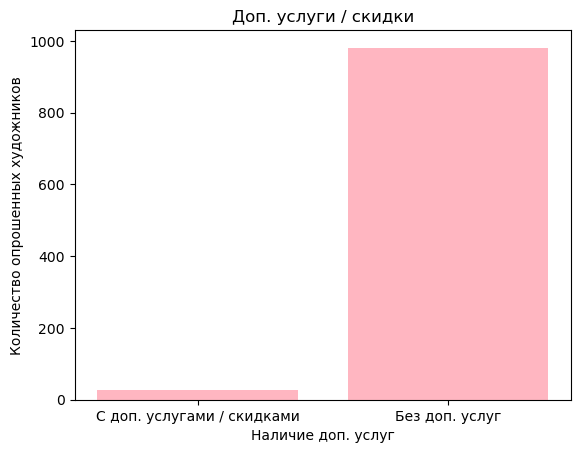 Доп. услуги / скидки
Количество опрошенных художников
1000
800
600
400
200
0
С доп. услугами / скидками
Без доп. услуг
Наличие доп. услуг